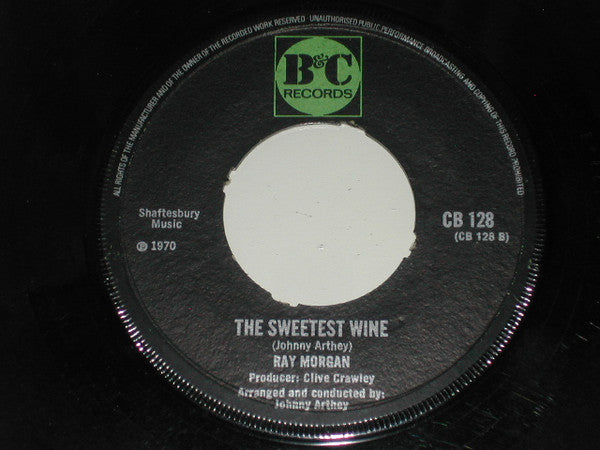 ALL RIGHTS OF THE MANUFACTURER AND OF THE OWNER OF THE RECORDED WORK RESERVED UNAUTHORISED PUBLIC PERFORMANCE BROADCASTING AND COPYING OF THIS RECORD PROHIBITED
B&C
RECORDS
Shaftesbury
Music
℗ 1970
CB 128
(CB 128 B)
THE SWEETEST WINE
(Johnny Arthey)
RAY MORGAN
Producer: Clive Crawley
Arranged and conducted by:
Johnny Arthey